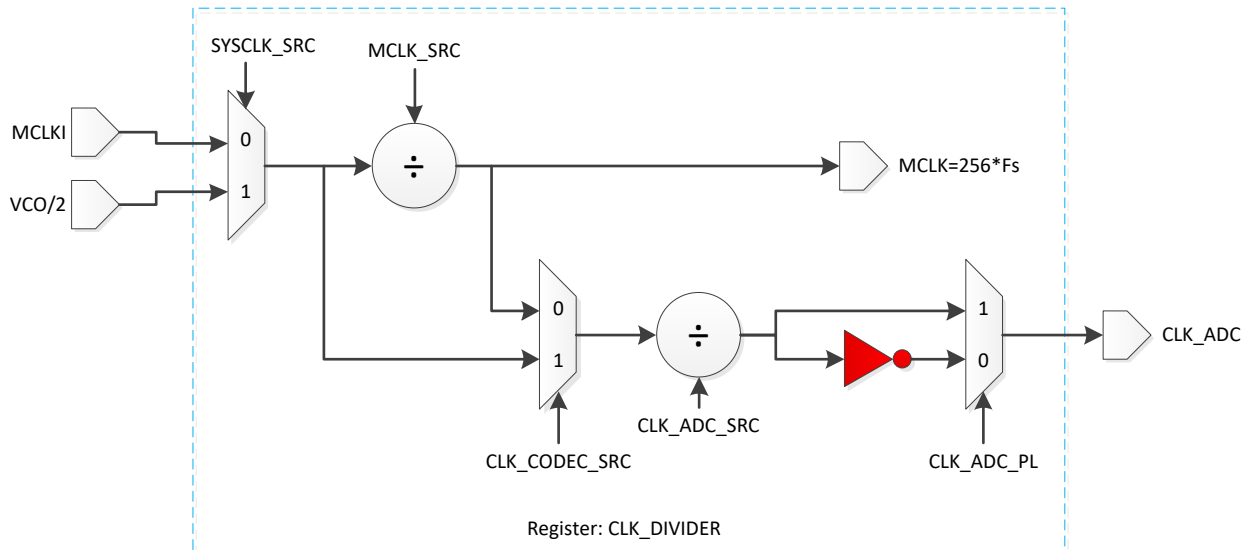 SYSCLK_SRC
MCLK_SRC
MCLKI
0
÷
MCLK=256*Fs
VCO/2
1
0
÷
1
CLK_ADC
1
0
CLK_ADC_SRC
CLK_CODEC_SRC
CLK_ADC_PL
Register: CLK_DIVIDER